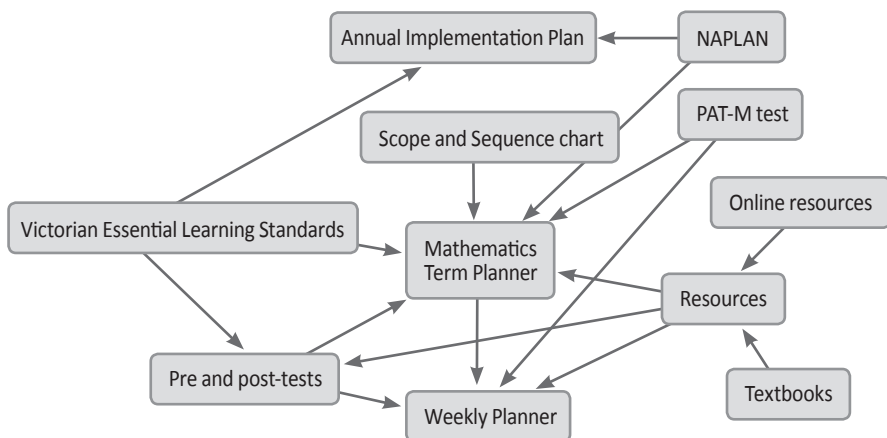 Annual Implementation Plan
NAPLAN
PAT-M test
Scope and Sequence chart
Online resources
Victorian Essential Learning Standards
Mathematics
Term Planner
Resources
Pre and post-tests
Textbooks
Weekly Planner